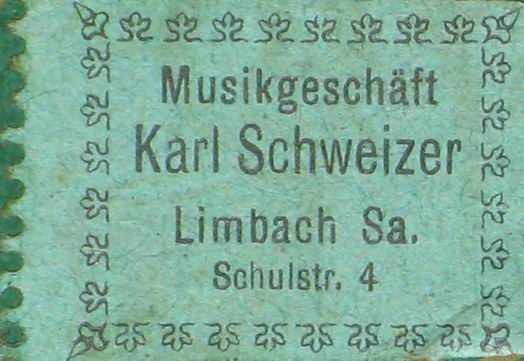 Musikgeschäft
Karl Schweizer
Limbach Sa.
Schulstr. 4